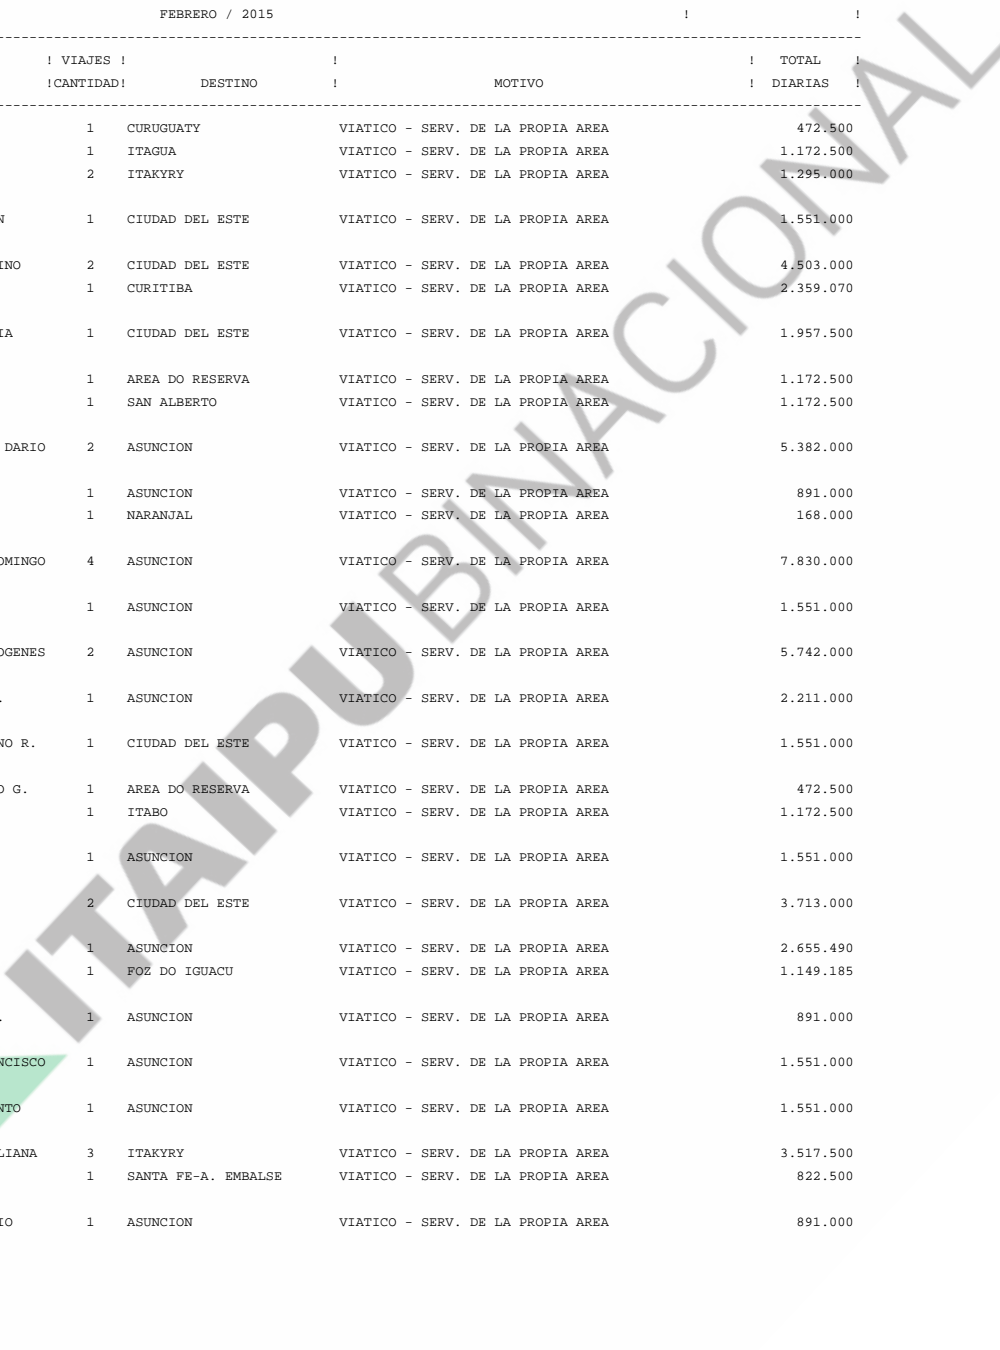 FEBRERO / 2015 ! !
! VIAJES ! ! ! TOTAL !
!CANTIDAD! DESTINO ! MOTIVO ! DIARIAS !
1 CURUGUATY VIATICO - SERV. DE LA PROPIA AREA 472.500
1 ITAGUA VIATICO - SERV. DE LA PROPIA AREA 1.172.500
2 ITAKYRY VIATICO - SERV. DE LA PROPIA AREA 1.295.000
N 1 CIUDAD DEL ESTE VIATICO - SERV. DE LA PROPIA AREA 1.551.000
INO 2 CIUDAD DEL ESTE VIATICO - SERV. DE LA PROPIA AREA 4.503.000
1 CURITIBA VIATICO - SERV. DE LA PROPIA AREA 2.359.070
IA 1 CIUDAD DEL ESTE VIATICO - SERV. DE LA PROPIA AREA 1.957.500
1 AREA DO RESERVA VIATICO - SERV. DE LA PROPIA AREA 1.172.500
1 SAN ALBERTO VIATICO - SERV. DE LA PROPIA AREA 1.172.500
DARIO 2 ASUNCION VIATICO - SERV. DE LA PROPIA AREA 5.382.000
1 ASUNCION VIATICO - SERV. DE LA PROPIA AREA 891.000
1 NARANJAL VIATICO - SERV. DE LA PROPIA AREA 168.000
OMINGO 4 ASUNCION VIATICO - SERV. DE LA PROPIA AREA 7.830.000
1 ASUNCION VIATICO - SERV. DE LA PROPIA AREA 1.551.000
OGENES 2 ASUNCION VIATICO - SERV. DE LA PROPIA AREA 5.742.000
. 1 ASUNCION VIATICO - SERV. DE LA PROPIA AREA 2.211.000
NO R. 1 CIUDAD DEL ESTE VIATICO - SERV. DE LA PROPIA AREA 1.551.000
O G. 1 AREA DO RESERVA VIATICO - SERV. DE LA PROPIA AREA 472.500
1 ITABO VIATICO - SERV. DE LA PROPIA AREA 1.172.500
1 ASUNCION VIATICO - SERV. DE LA PROPIA AREA 1.551.000
2 CIUDAD DEL ESTE VIATICO - SERV. DE LA PROPIA AREA 3.713.000
1 ASUNCION VIATICO - SERV. DE LA PROPIA AREA 2.655.490
1 FOZ DO IGUACU VIATICO - SERV. DE LA PROPIA AREA 1.149.185
. 1 ASUNCION VIATICO - SERV. DE LA PROPIA AREA 891.000
NCISCO 1 ASUNCION VIATICO - SERV. DE LA PROPIA AREA 1.551.000
NTO 1 ASUNCION VIATICO - SERV. DE LA PROPIA AREA 1.551.000
LIANA 3 ITAKYRY VIATICO - SERV. DE LA PROPIA AREA 3.517.500
1 SANTA FE-A. EMBALSE VIATICO - SERV. DE LA PROPIA AREA 822.500
IO 1 ASUNCION VIATICO - SERV. DE LA PROPIA AREA 891.000
ITAIPU BINACIONAL